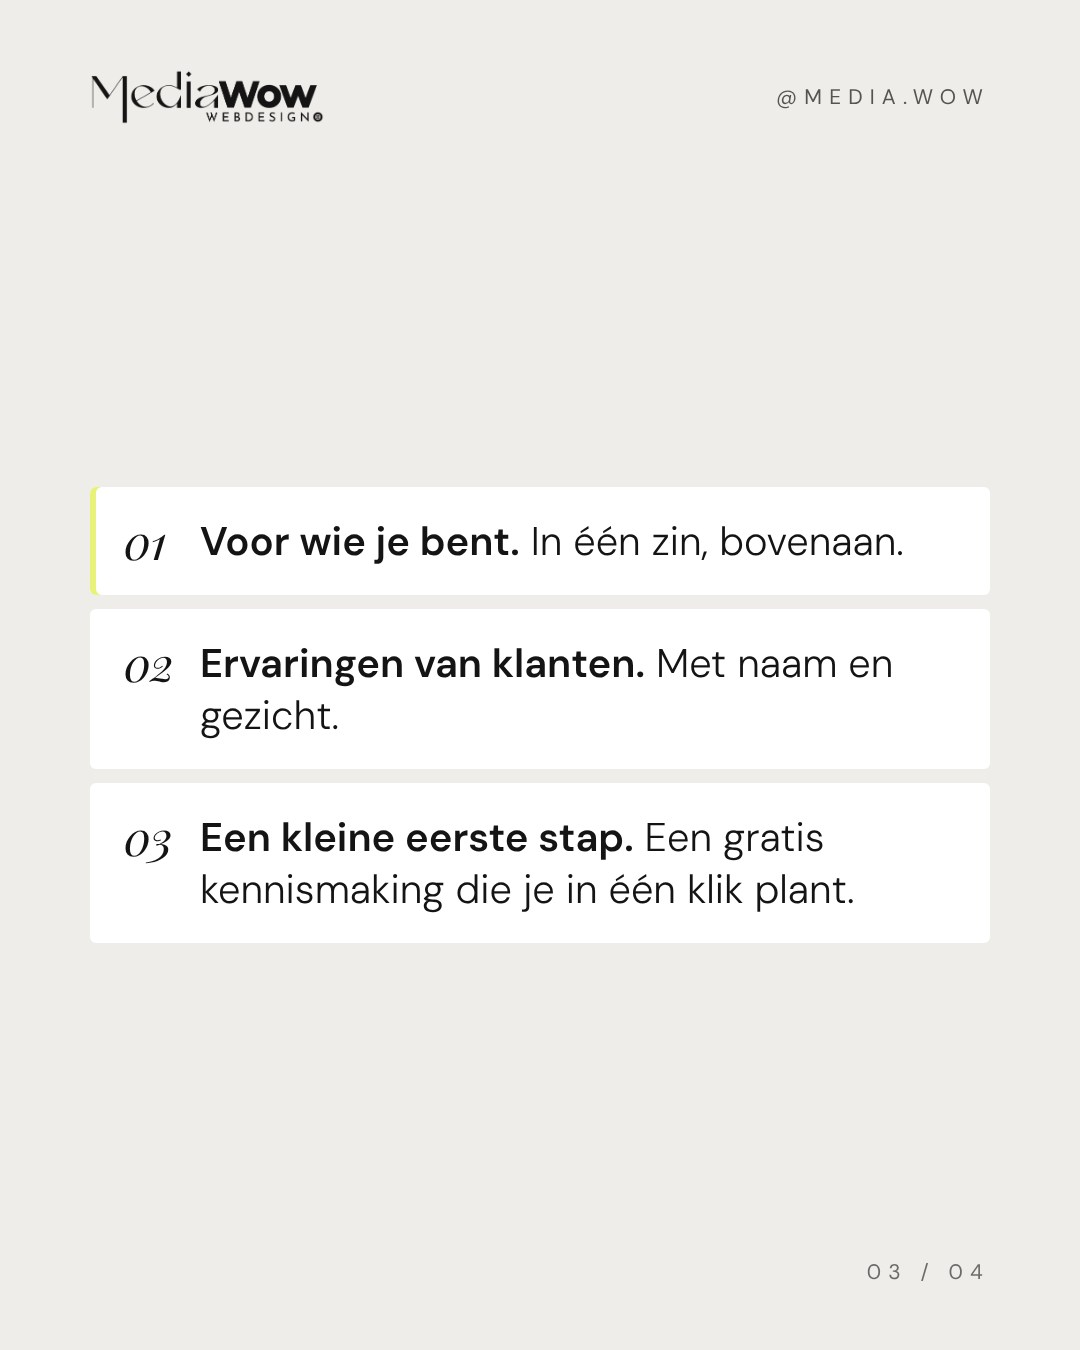 MediaWow
WEBDESIGN
@MEDIA.WOW
01 Voor wie je bent. In één zin, bovenaan.
02 Ervaringen van klanten. Met naam en
gezicht.
03 Een kleine eerste stap. Een gratis
kennismaking die je in één klik plant.
03 / 04